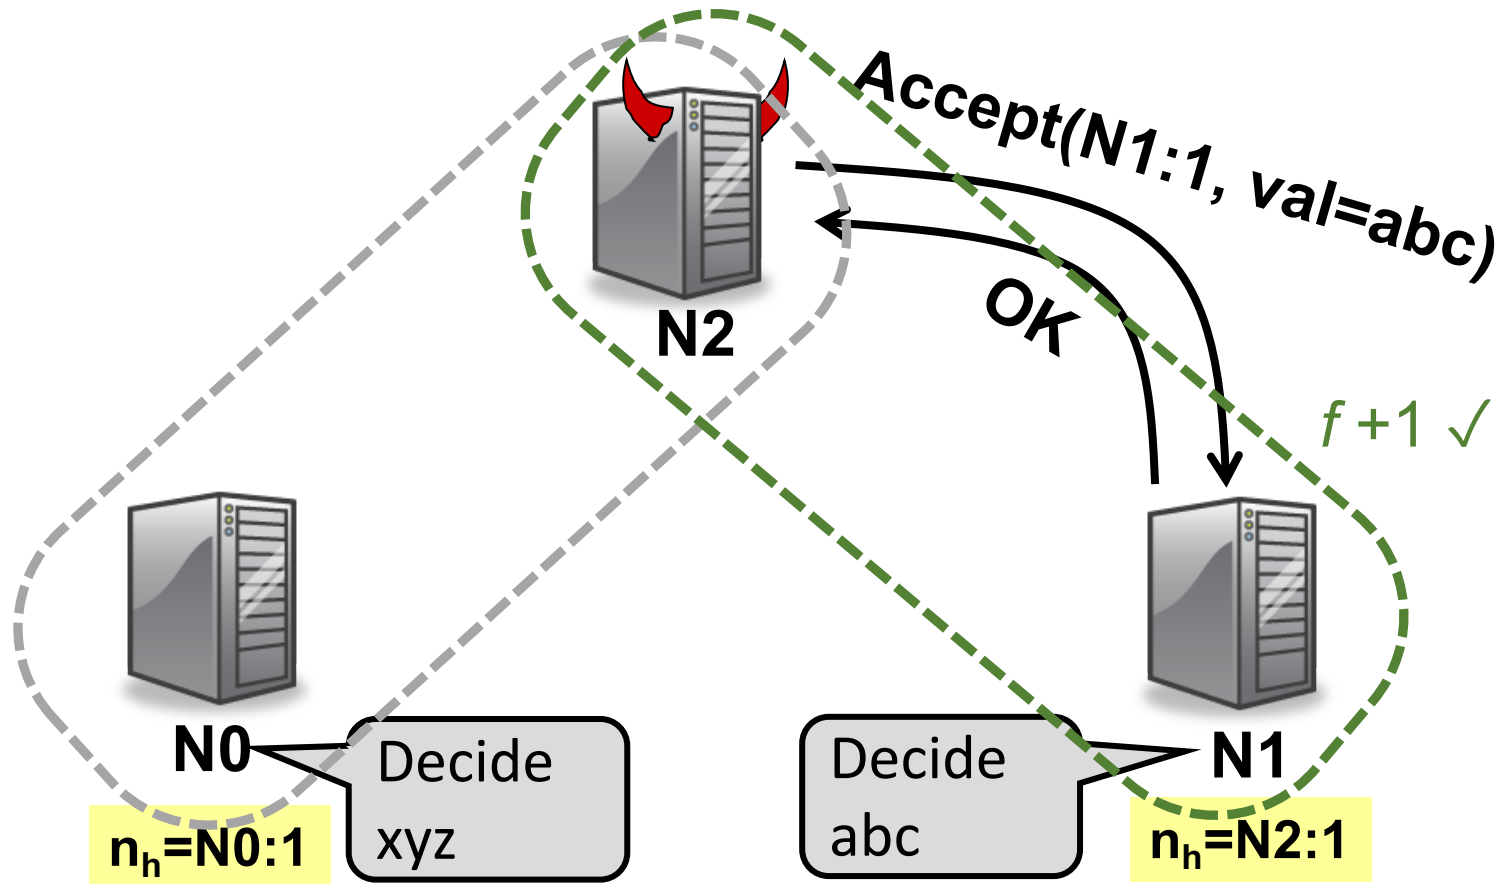 Accept(N1:1, val=abc)
OK
N2
f +1 ✓
N0
N1
Decide
xyz
Decide
abc
nₕ=N0:1
nₕ=N2:1